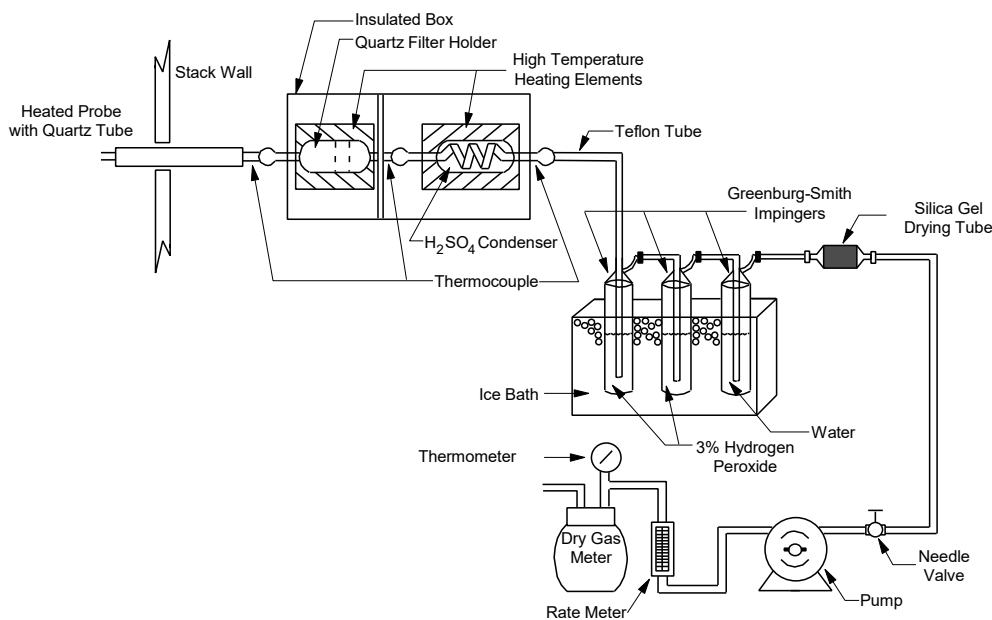 Insulated Box
Quartz Filter Holder
Stack Wall
High Temperature
Heating Elements
Heated Probe
with Quartz Tube
Teflon Tube
Greenburg-Smith
Impingers
Silica Gel
Drying Tube
H₂SO₄ Condenser
Thermocouple
Ice Bath
Water
3% Hydrogen
Peroxide
Thermometer
Dry Gas
Meter
Rate Meter
Pump
Needle
Valve